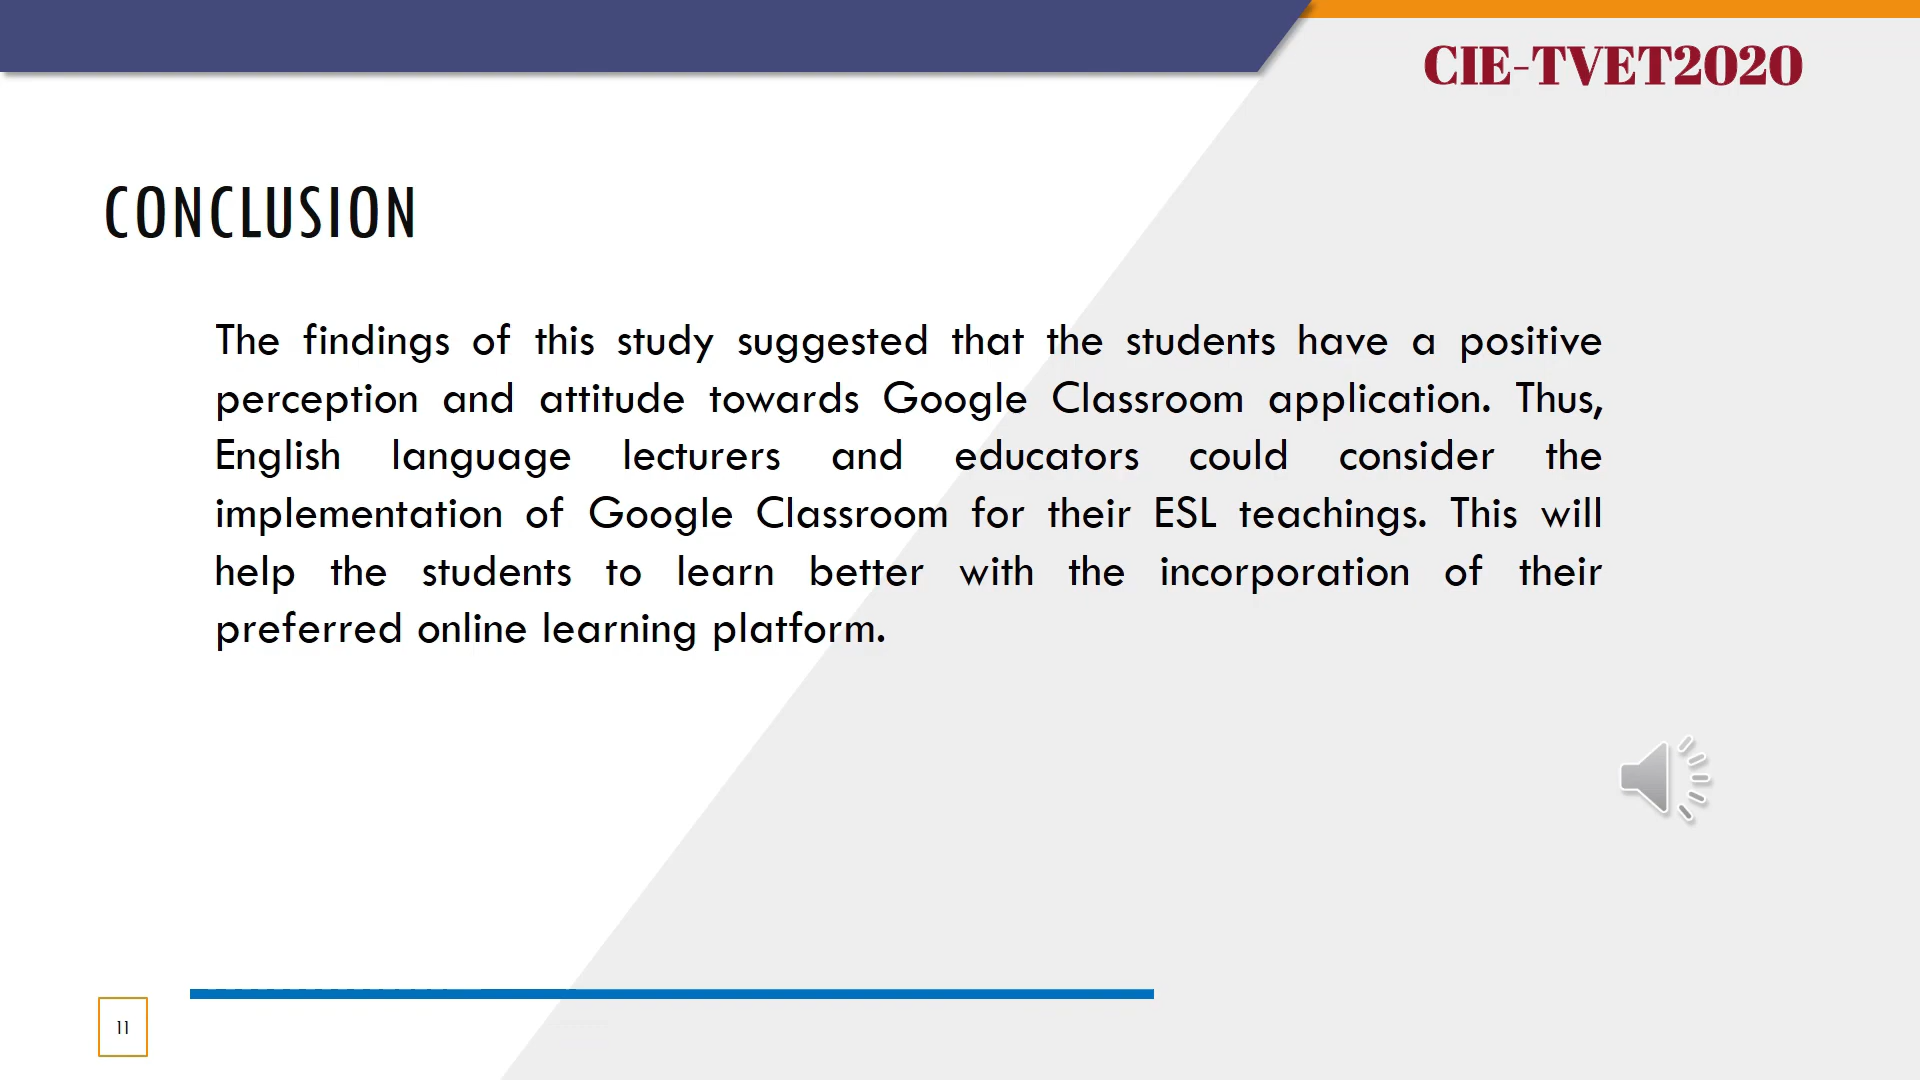 CIE-TVET2020
CONCLUSION
The findings of this study suggested that the students have a positive
perception and attitude towards Google Classroom application. Thus,
English language lecturers and educators could consider the
implementation of Google Classroom for their ESL teachings. This will
help the students to learn better with the incorporation of their
preferred online learning platform.
11